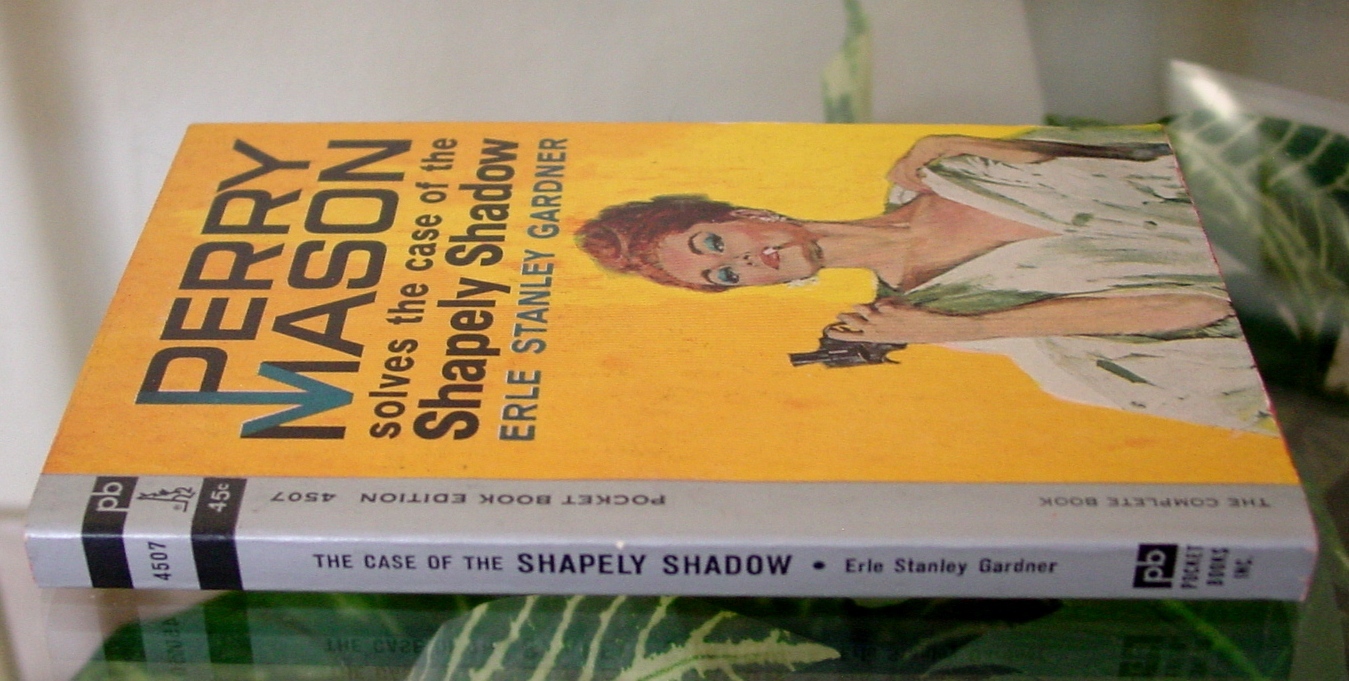 PERRY
MASON
solves the case of the
Shapely Shadow
ERLE STANLEY GARDNER
pb
45c
POCKET BOOK EDITION 4507
THE COMPLETE BOOK
4507
THE CASE OF THE SHAPELY SHADOW • Erle Stanley Gardner
pb
POCKET
BOOKS
INC.